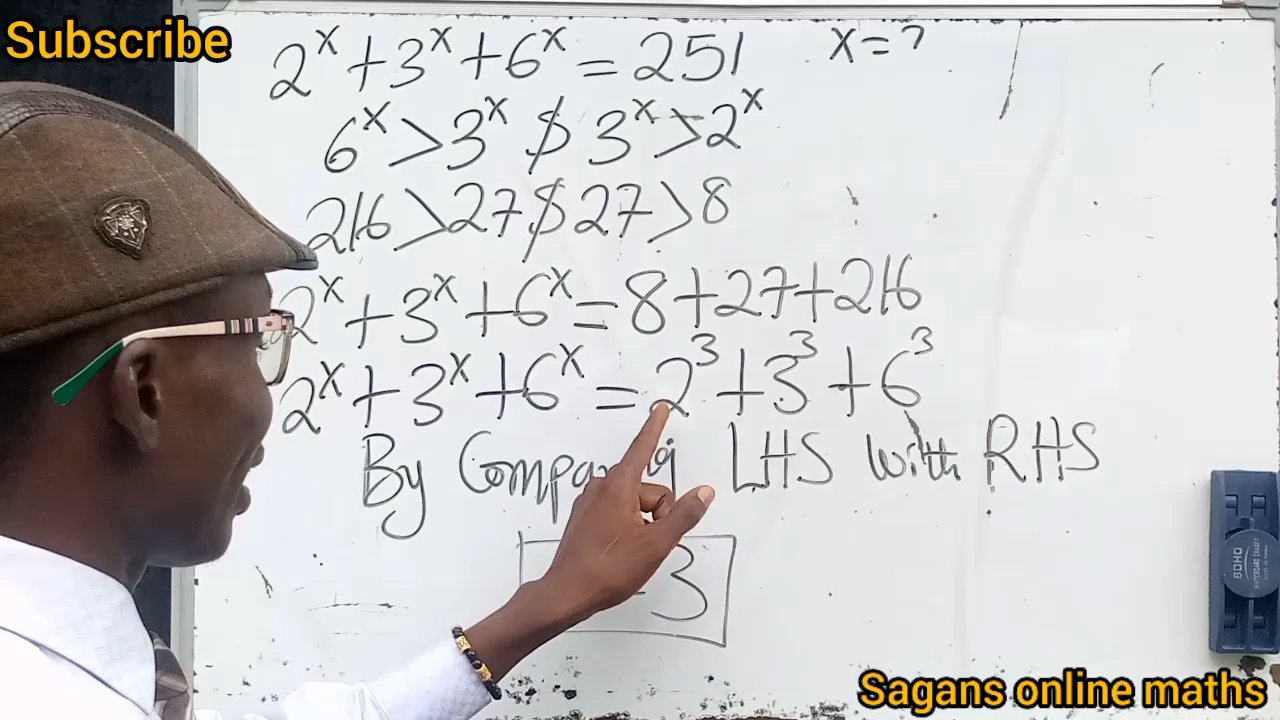 Subscribe
2^x + 3^x + 6^x = 251 x = ?
6^x > 3^x $ 3^x > 2^x
216 > 27 $ 27 > 8
2^x + 3^x + 6^x = 8 + 27 + 216
2^x + 3^x + 6^x = 2^3 + 3^3 + 6^3
By LHS with RHS
3
SOHO
Sagans online maths